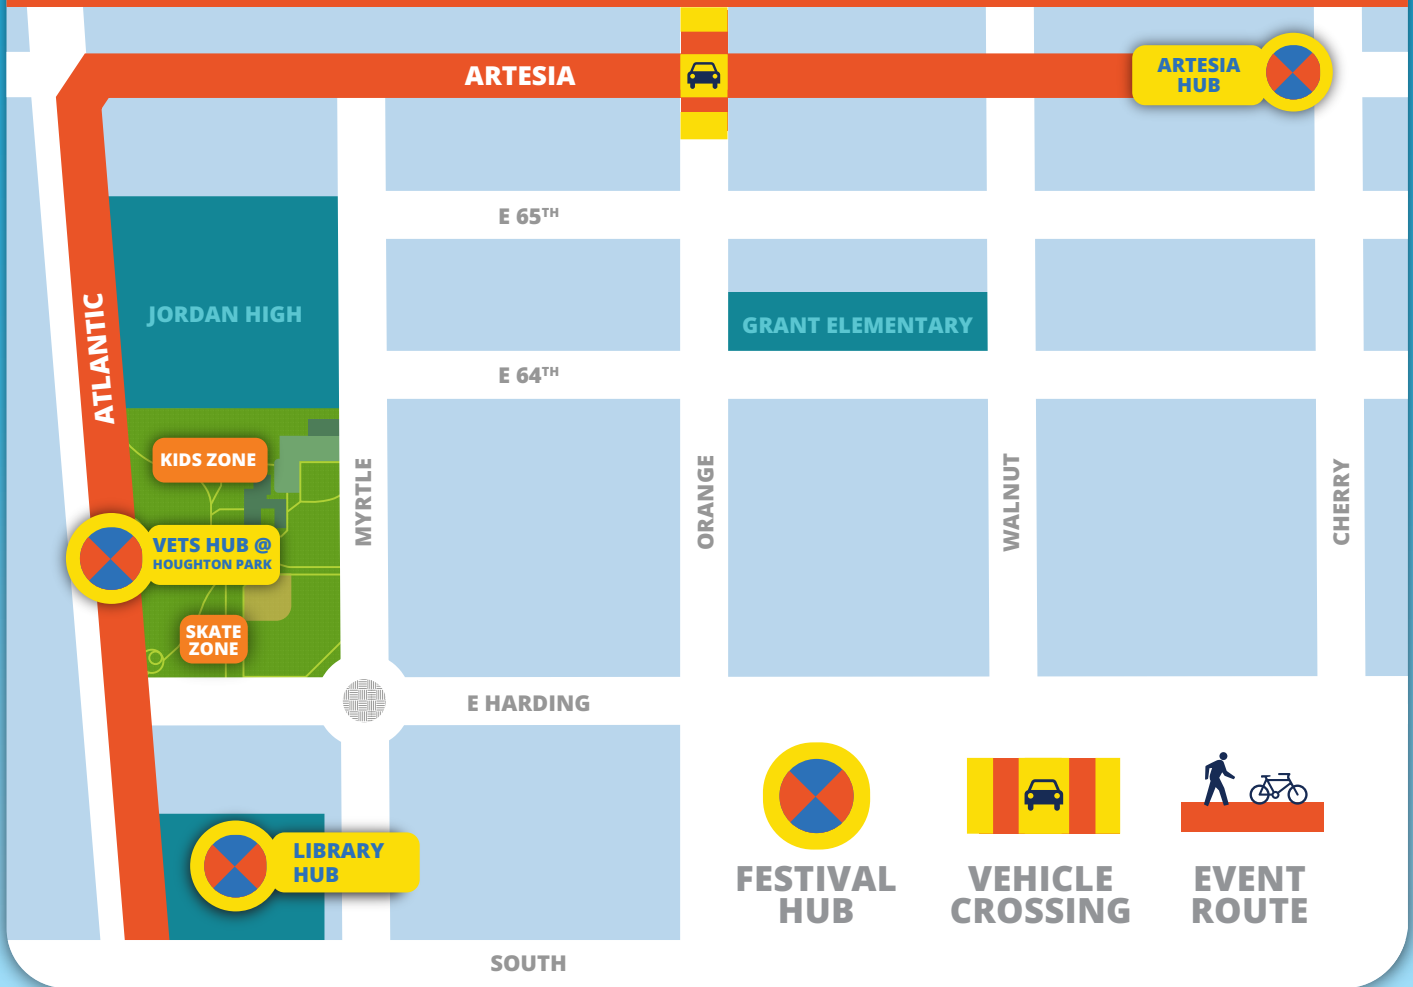 ARTESIA
ARTESIA
HUB
E 65TH
JORDAN HIGH
GRANT ELEMENTARY
ATLANTIC
E 64TH
KIDS ZONE
MYRTLE
ORANGE
WALNUT
CHERRY
VETS HUB @
HOUGHTON PARK
SKATE
ZONE
E HARDING
LIBRARY
HUB
FESTIVAL
HUB
VEHICLE
CROSSING
EVENT
ROUTE
SOUTH